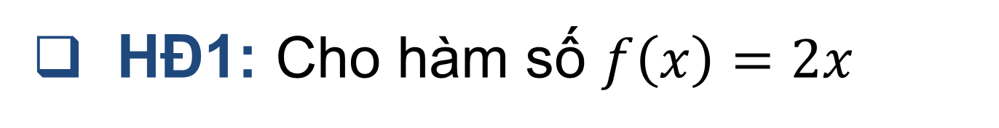 ❑ HĐ1: Cho hàm số f(x) = 2x